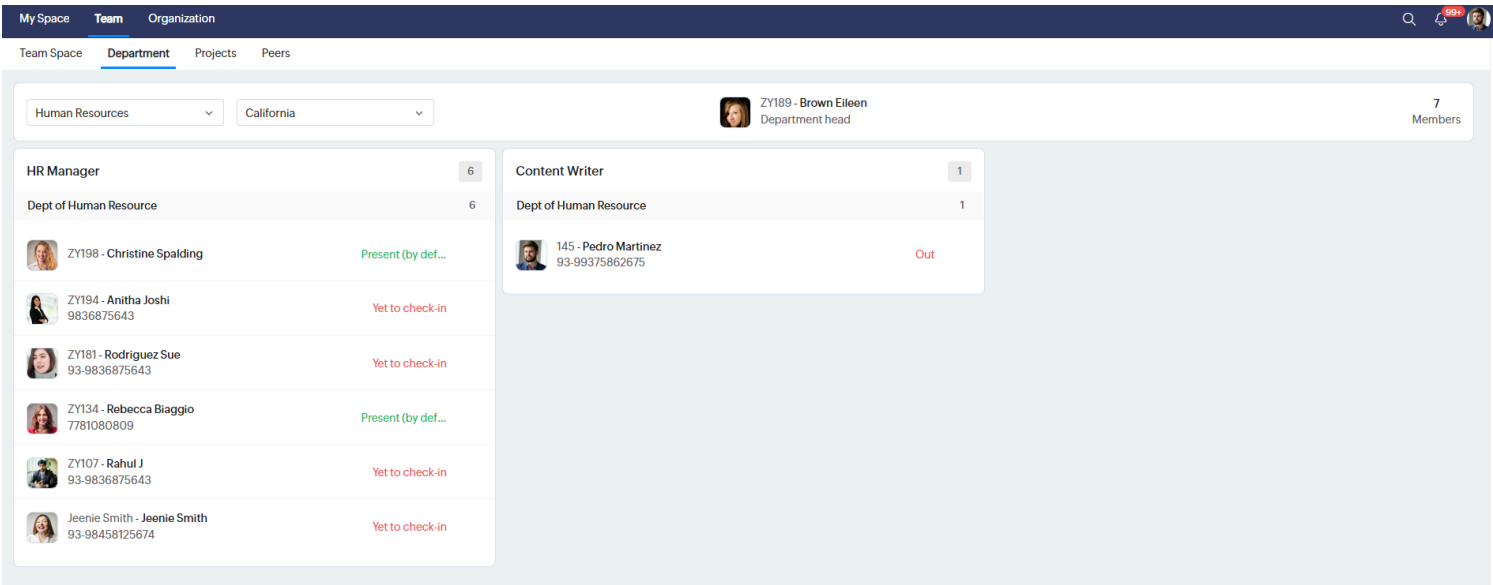 My Space Team Organization 99+
Team Space Department Projects Peers
Human Resources California
ZY189 - Brown Eileen
Department head
7
Members
HR Manager 6
Dept of Human Resource 6
ZY198 - Christine Spalding Present (by def...
ZY194 - Anitha Joshi
9836875643 Yet to check-in
ZY181 - Rodriguez Sue
93-9836875643 Yet to check-in
ZY134 - Rebecca Biaggio
7781080809 Present (by def...
ZY107 - Rahul J
93-9836875643 Yet to check-in
Jeenie Smith - Jeenie Smith
93-98458125674 Yet to check-in
Content Writer 1
Dept of Human Resource 1
145 - Pedro Martinez
93-99375862675 Out